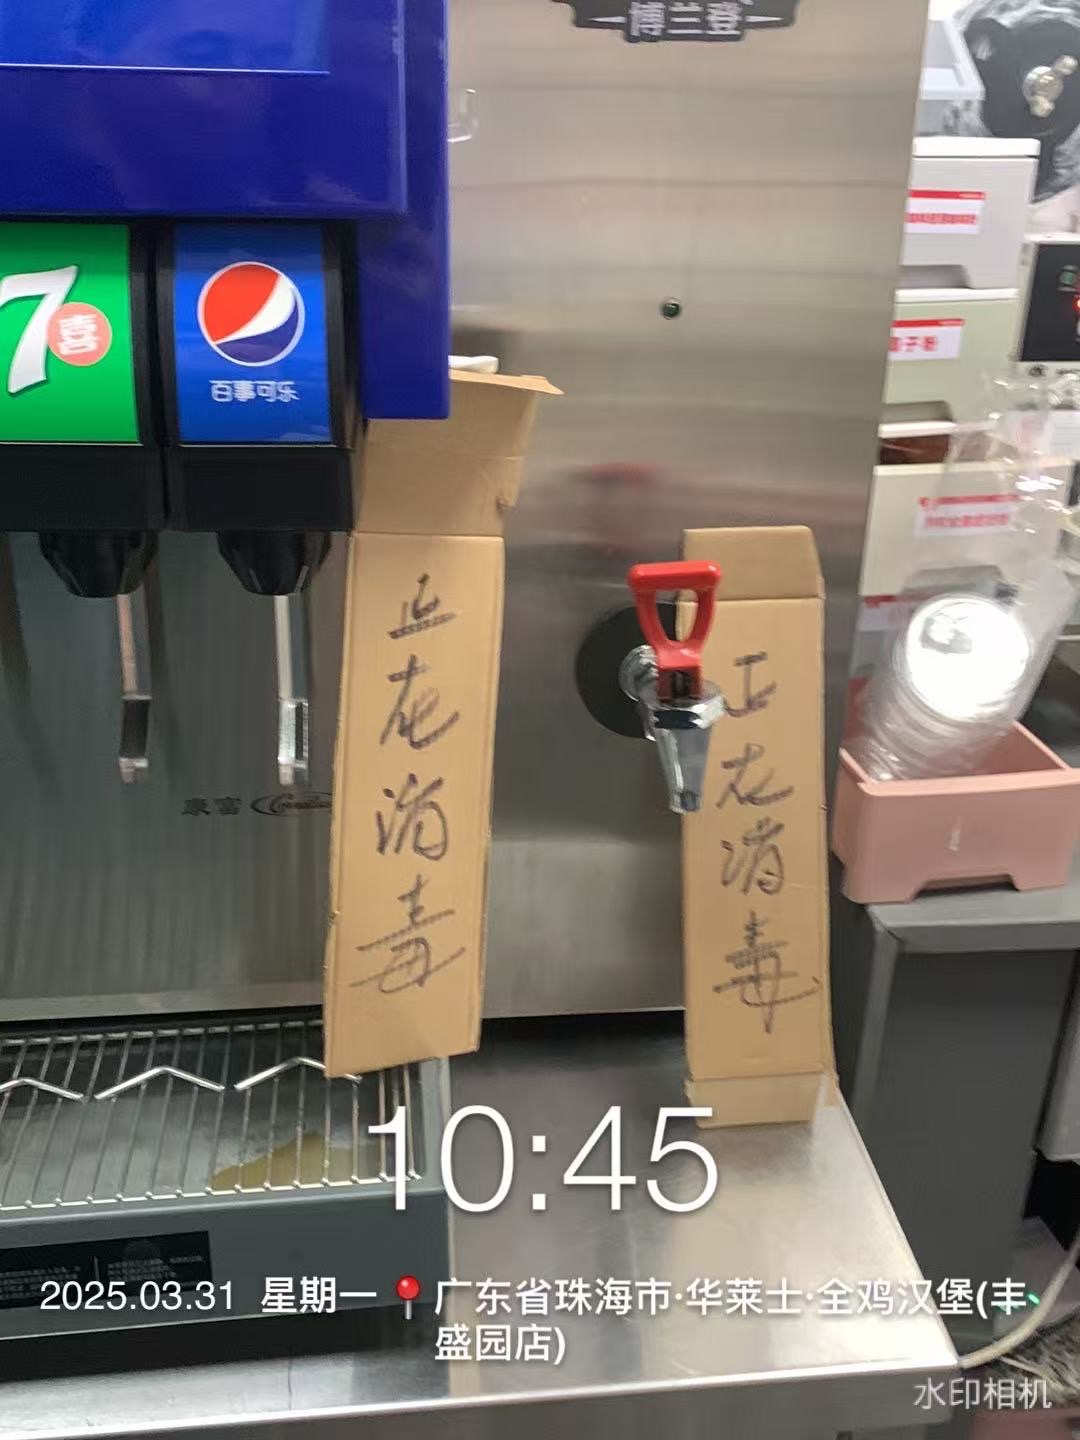 博兰登
7
百事可乐
康富
正在消毒
正在消毒
10:45
2025.03.31 星期一
广东省珠海市·华莱士·全鸡汉堡(丰
盛园店)
水印相机